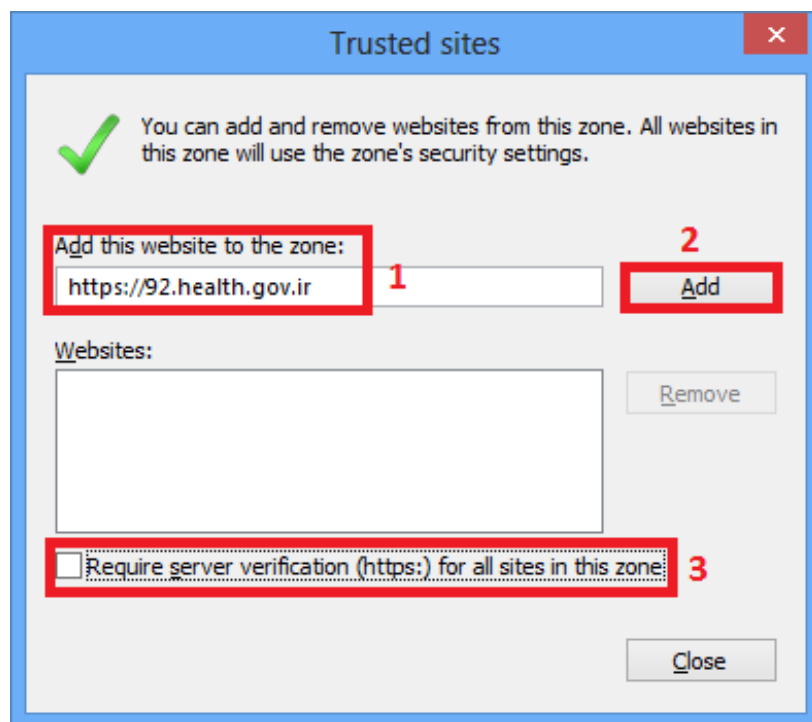 Trusted sites
You can add and remove websites from this zone. All websites in
this zone will use the zone's security settings.
Add this website to the zone:
2
https://92.health.gov.ir
1
Add
Websites:
Remove
Require server verification (https:) for all sites in this zone
3
Close